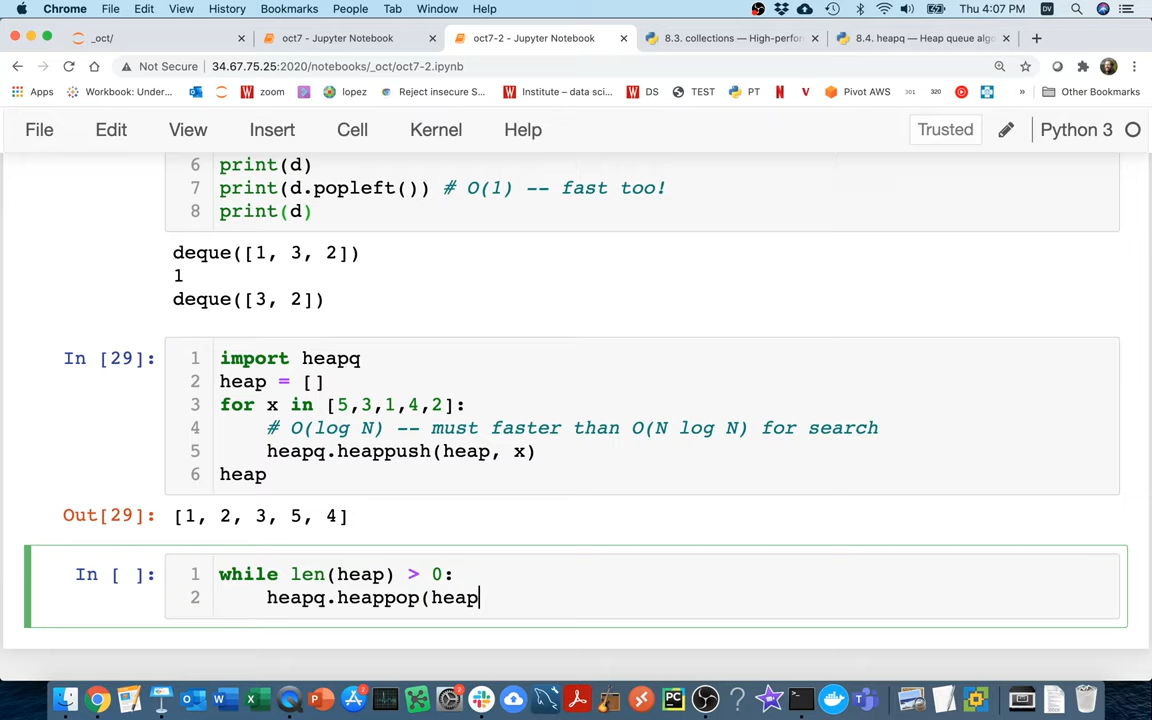 Chrome File Edit View History Bookmarks People Tab Window Help Thu 4:07 PM DV
_oct/ oct7 - Jupyter Notebook oct7-2 - Jupyter Notebook 8.3. collections — High-perfor 8.4. heapq — Heap queue algo
Not Secure 34.67.75.25:2020/notebooks/_oct/oct7-2.ipynb
Apps Workbook: Under... zoom lopez Reject insecure S... Institute – data sci... DS TEST PT Pivot AWS 301 320 » Other Bookmarks
File Edit View Insert Cell Kernel Help Trusted Python 3
6 print(d)
7 print(d.popleft()) # O(1) -- fast too!
8 print(d)
deque([1, 3, 2])
1
deque([3, 2])
In [29]: 1 import heapq
2 heap = []
3 for x in [5,3,1,4,2]:
4 # O(log N) -- must faster than O(N log N) for search
5 heapq.heappush(heap, x)
6 heap
Out[29]: [1, 2, 3, 5, 4]
In [ ]: 1 while len(heap) > 0:
2 heapq.heappop(heap